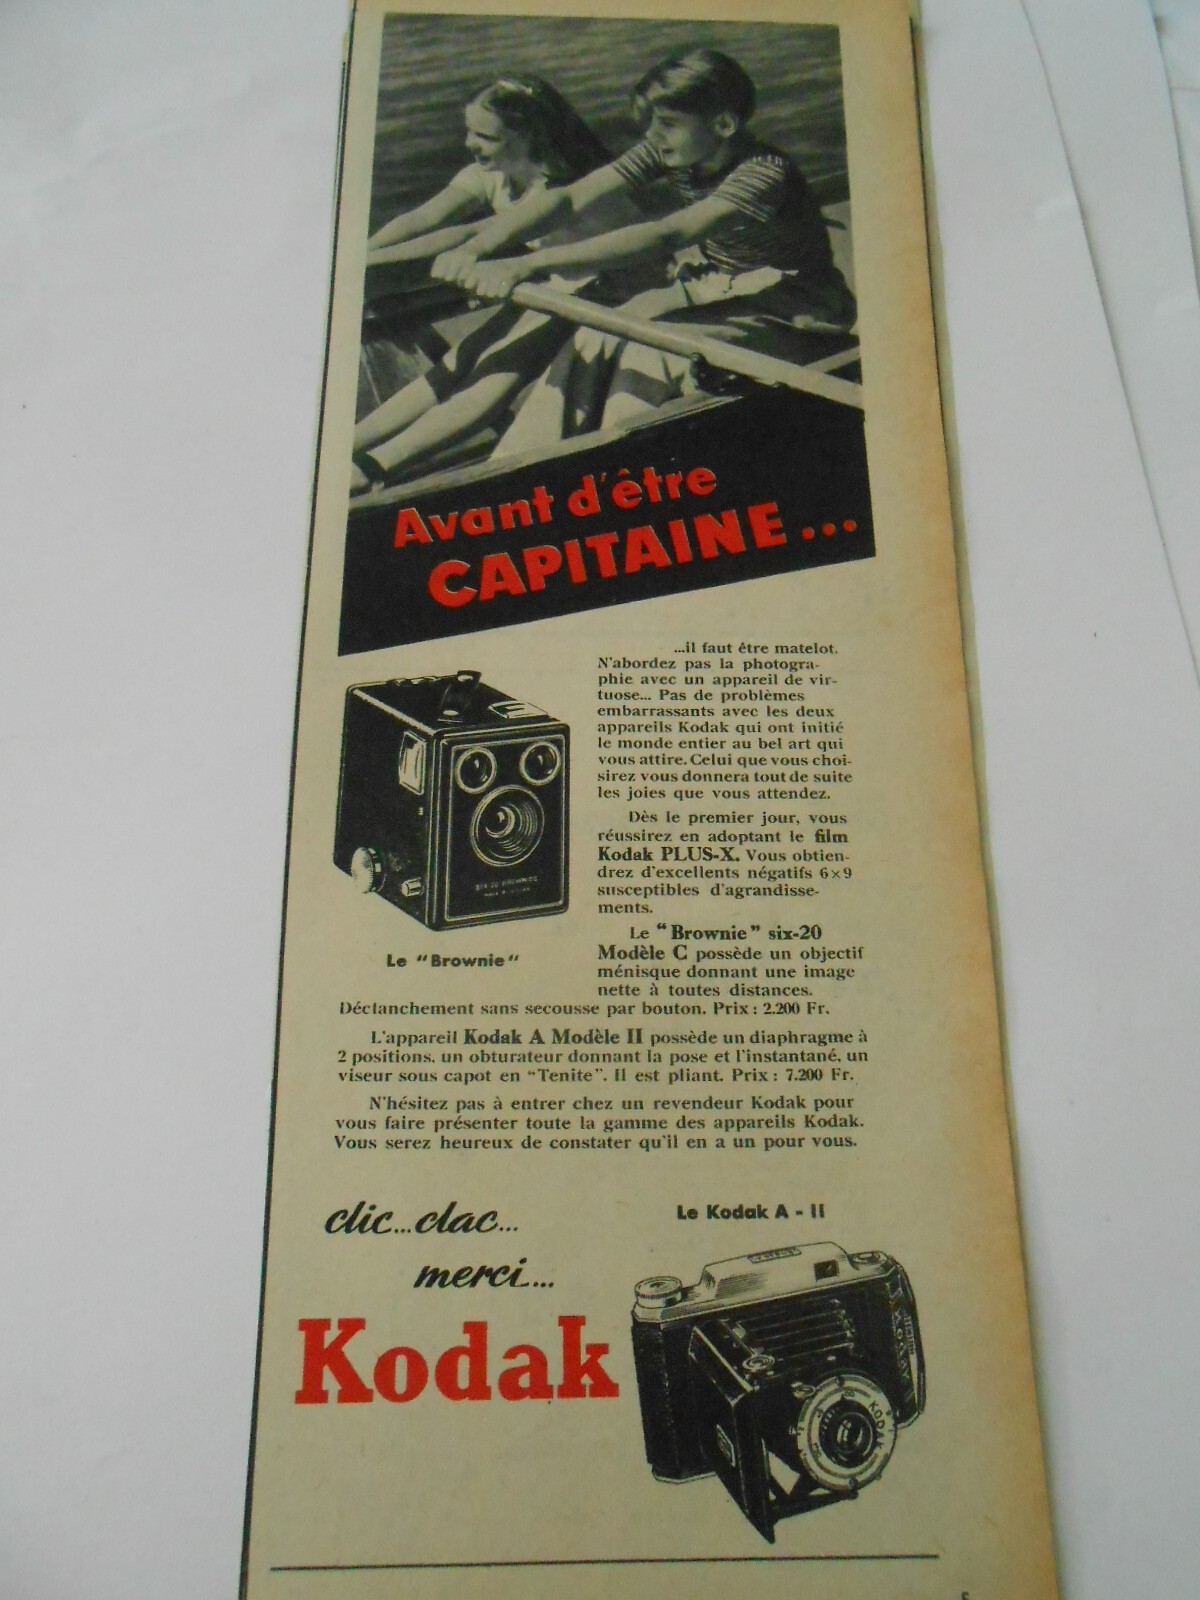 Avant d'être
CAPITAINE...
...il faut être matelot.
N'abordez pas la photogra-
phie avec un appareil de vir-
tuose... Pas de problèmes
embarrassants avec les deux
appareils Kodak qui ont initié
le monde entier au bel art qui
vous attire. Celui que vous choi-
sirez vous donnera tout de suite
les joies que vous attendez.
Dès le premier jour, vous
réussirez en adoptant le film
Kodak PLUS-X. Vous obtien-
drez d'excellents négatifs 6×9
susceptibles d'agrandisse-
ments.
Le "Brownie" six-20
Modèle C possède un objectif
ménisque donnant une image
nette à toutes distances.
Déclanchement sans secousse par bouton. Prix : 2.200 Fr.
SIX-20 BROWNIE
Le "Brownie"
L'appareil Kodak A Modèle II possède un diaphragme à
2 positions, un obturateur donnant la pose et l'instantané, un
viseur sous capot en "Tenite". Il est pliant. Prix : 7.200 Fr.
N'hésitez pas à entrer chez un revendeur Kodak pour
vous faire présenter toute la gamme des appareils Kodak.
Vous serez heureux de constater qu'il en a un pour vous.
clic...clac...
merci...
Kodak
Le Kodak A - II
Kodak
KODAK